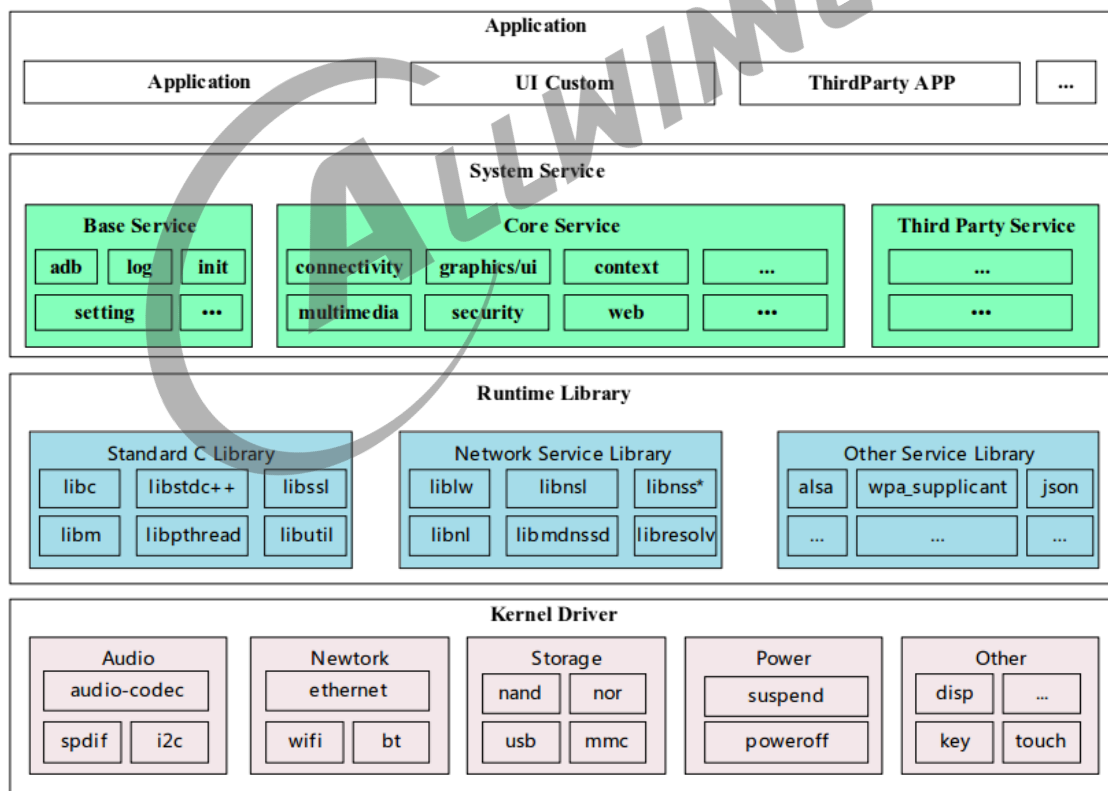 Application
Application UI Custom ThirdParty APP ...
System Service
Base Service
adb log init
setting ...
Core Service
connectivity graphics/ui context ...
multimedia security web ...
Third Party Service
...
...
Runtime Library
Standard C Library
libc libstdc++ libssl
libm libpthread libutil
Network Service Library
liblw libnsl libnss*
libnl libmdnssd libresolv
Other Service Library
alsa wpa_supplicant json
... ... ...
Kernel Driver
Audio
audio-codec
spdif i2c
Newtork
ethernet
wifi bt
Storage
nand nor
usb mmc
Power
suspend
poweroff
Other
disp ...
key touch